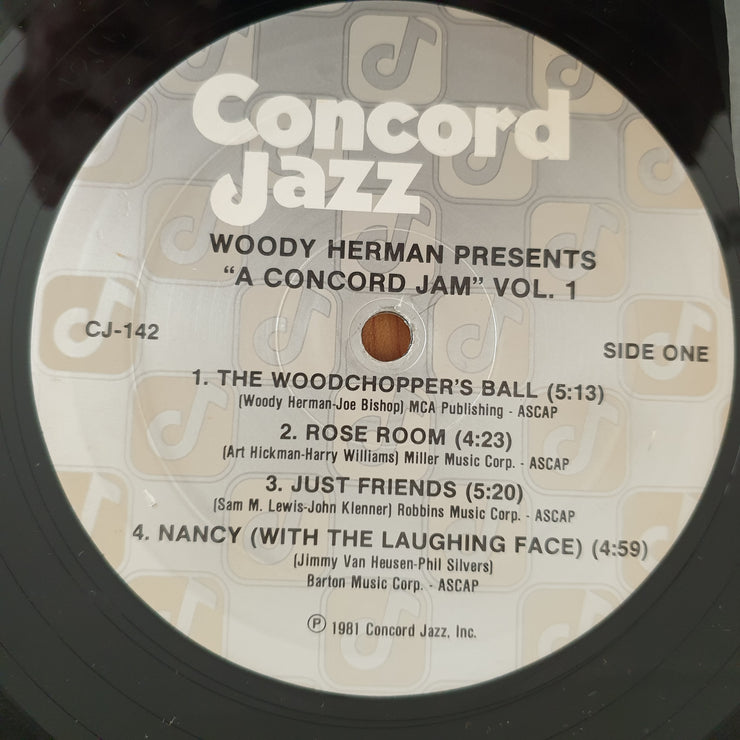 Concord
Jazz
WOODY HERMAN PRESENTS
“A CONCORD JAM” VOL. 1
CJ-142
SIDE ONE
1. THE WOODCHOPPER'S BALL (5:13)
(Woody Herman-Joe Bishop) MCA Publishing - ASCAP
2. ROSE ROOM (4:23)
(Art Hickman-Harry Williams) Miller Music Corp. - ASCAP
3. JUST FRIENDS (5:20)
(Sam M. Lewis-John Klenner) Robbins Music Corp. - ASCAP
4. NANCY (WITH THE LAUGHING FACE) (4:59)
(Jimmy Van Heusen-Phil Silvers)
Barton Music Corp. - ASCAP
℗ 1981 Concord Jazz, Inc.